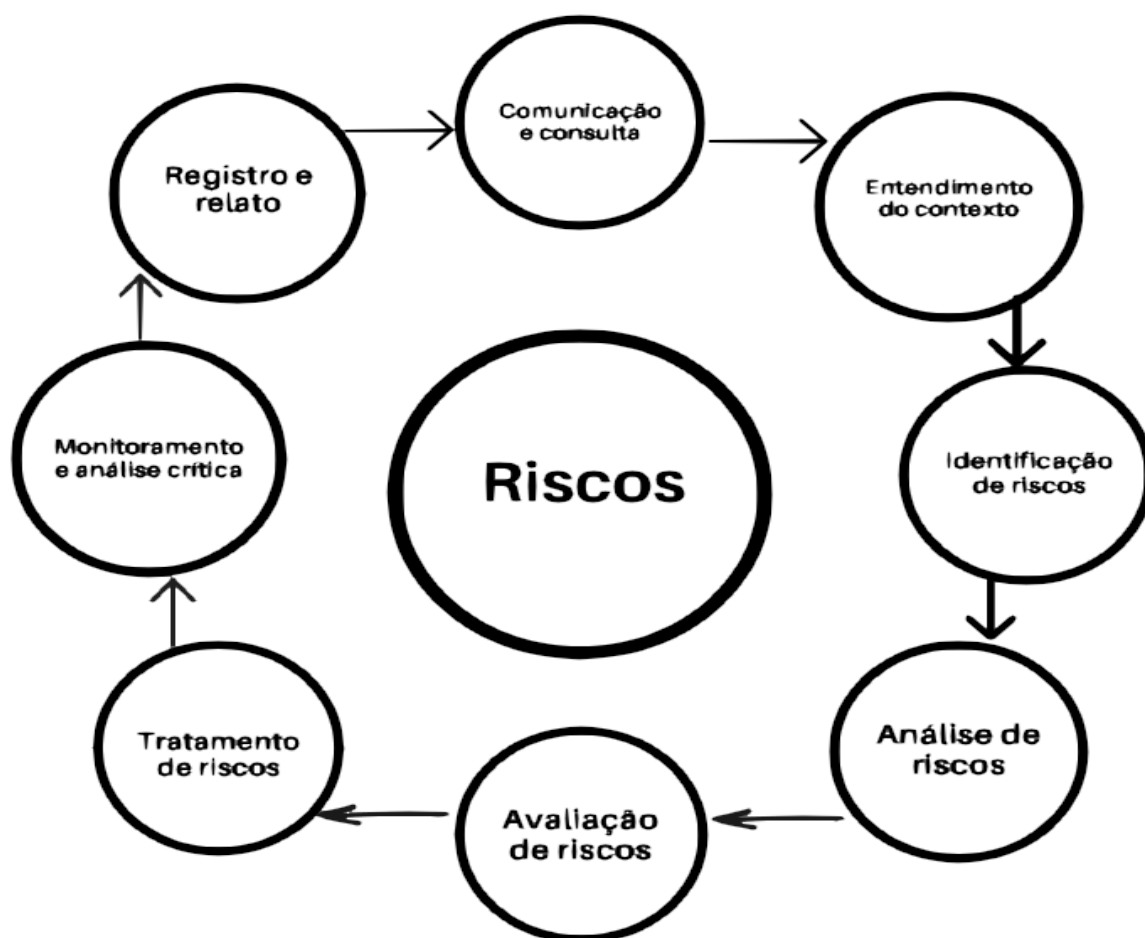 Comunicação
e consulta
Entendimento
do contexto
Identificação
de riscos
Análise de
riscos
Avaliação
de riscos
Tratamento
de riscos
Monitoramento
e análise crítica
Registro e
relato
Riscos